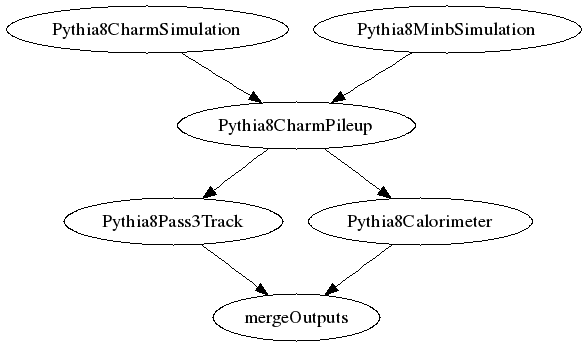 Pythia8CharmSimulation
Pythia8MinbSimulation
Pythia8CharmPileup
Pythia8Pass3Track
Pythia8Calorimeter
mergeOutputs